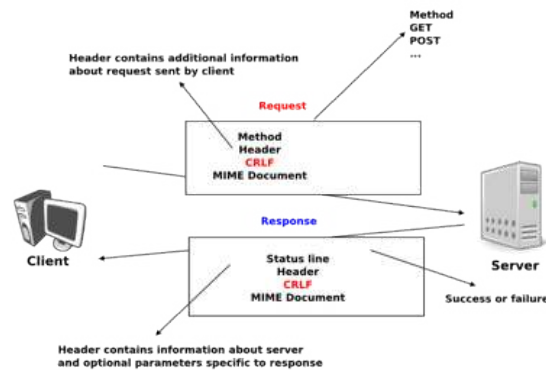 Method
GET
POST
...
Header contains additional information
about request sent by client
Request
Method
Header
CRLF
MIME Document
Response
Client
Server
Status line
Header
CRLF
MIME Document
Success or failure
Header contains information about server
and optional parameters specific to response